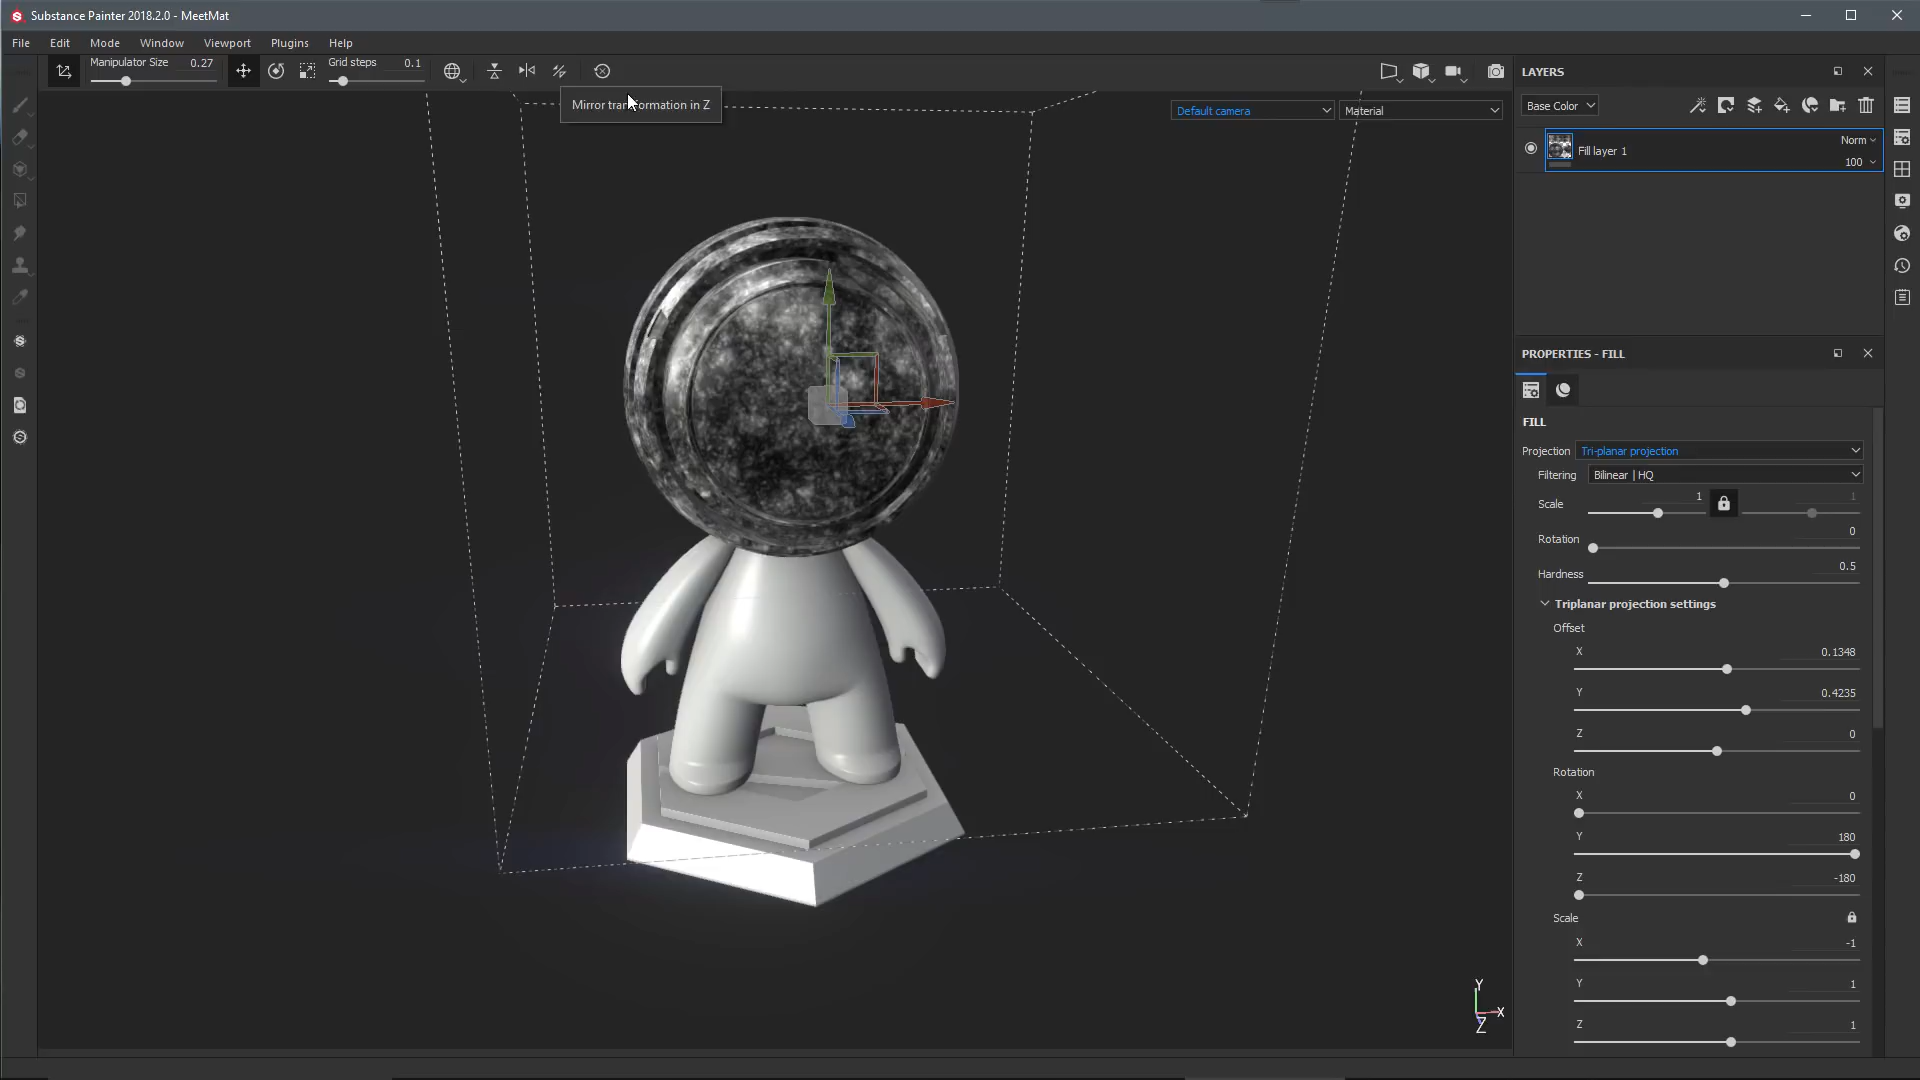 Substance Painter 2018.2.0 - MeetMat
File Edit Mode Window Viewport Plugins Help
Manipulator Size 0.27
Grid steps 0.1
Mirror transformation in Z
Default camera
Material
LAYERS
Base Color
Fill layer 1
Norm
100
PROPERTIES - FILL
FILL
Projection Tri-planar projection
Filtering Bilinear | HQ
Scale 1 1
Rotation 0
Hardness 0.5
Triplanar projection settings
Offset
X 0.1348
Y 0.4235
Z 0
Rotation
X 0
Y 180
Z -180
Scale
X -1
Y 1
Z 1
Y
X
Z